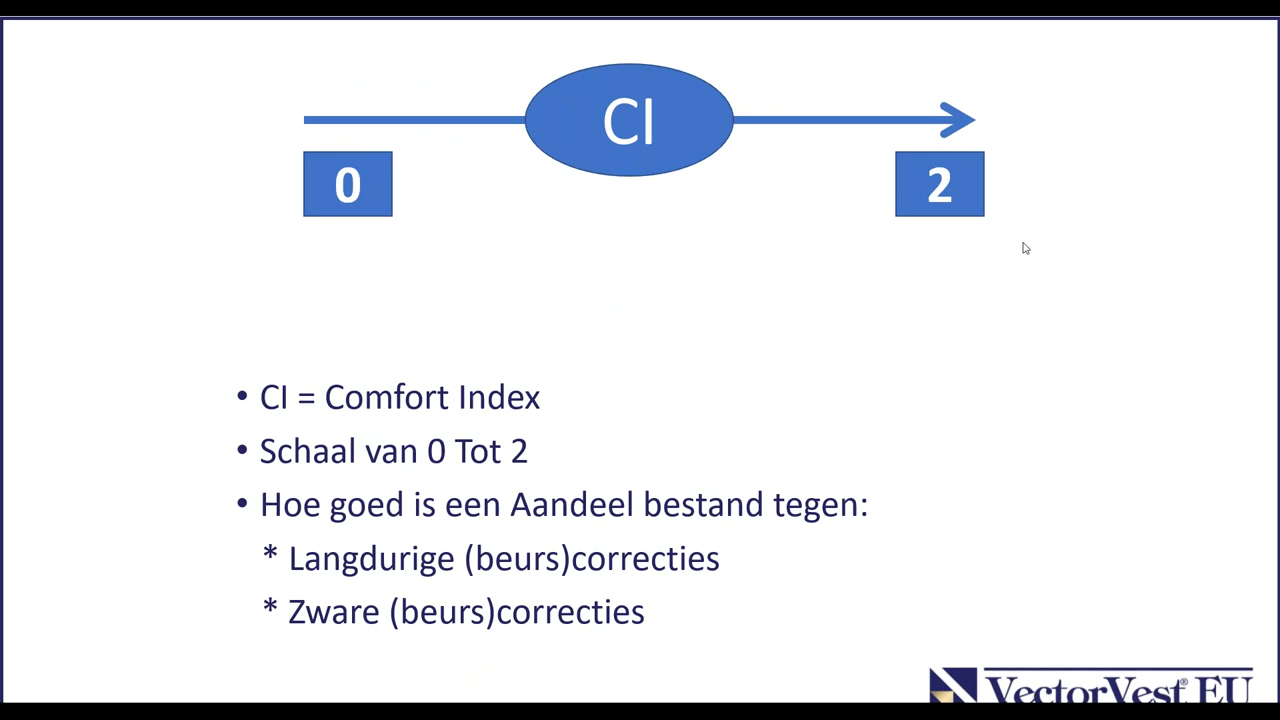 CI
0
2
• CI = Comfort Index
• Schaal van 0 Tot 2
• Hoe goed is een Aandeel bestand tegen:
* Langdurige (beurs)correcties
* Zware (beurs)correcties
VectorVest® EU